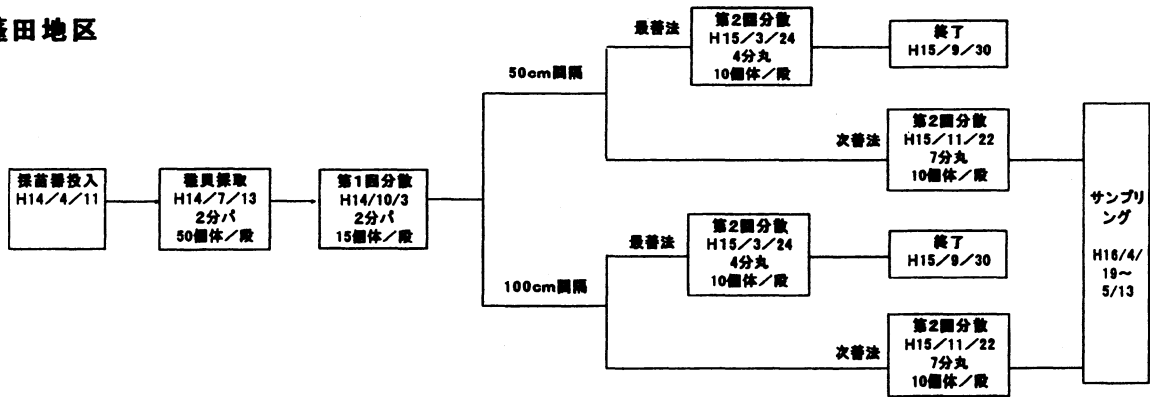 蓬田地区
採苗器投入
H14/4/11
稚貝採取
H14/7/13
2分パ
50個体/段
第1回分散
H14/10/3
2分パ
15個体/段
50cm間隔
最善法
第2回分散
H15/3/24
4分丸
10個体/段
終了
H15/9/30
次善法
第2回分散
H15/11/22
7分丸
10個体/段
100cm間隔
最善法
第2回分散
H15/3/24
4分丸
10個体/段
終了
H15/9/30
次善法
第2回分散
H15/11/22
7分丸
10個体/段
サンプリ
ング
H16/4/
19~
5/13